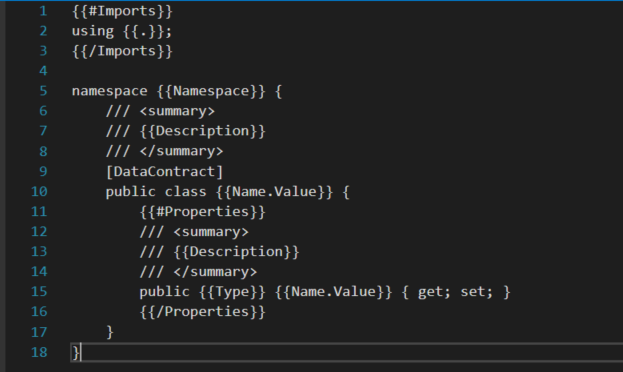 1 {{#Imports}}
2 using {{.}};
3 {{/Imports}}
4
5 namespace {{Namespace}} {
6 /// <summary>
7 /// {{Description}}
8 /// </summary>
9 [DataContract]
10 public class {{Name.Value}} {
11 {{#Properties}}
12 /// <summary>
13 /// {{Description}}
14 /// </summary>
15 public {{Type}} {{Name.Value}} { get; set; }
16 {{/Properties}}
17 }
18 }